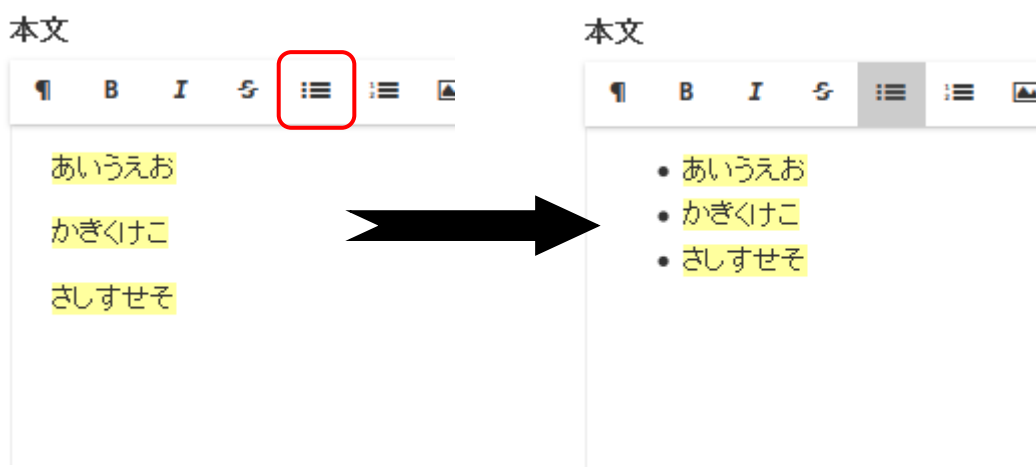 本文
¶ B I S
あいうえお
かきくけこ
さしすせそ
本文
¶ B I S
• あいうえお
• かきくけこ
• さしすせそ